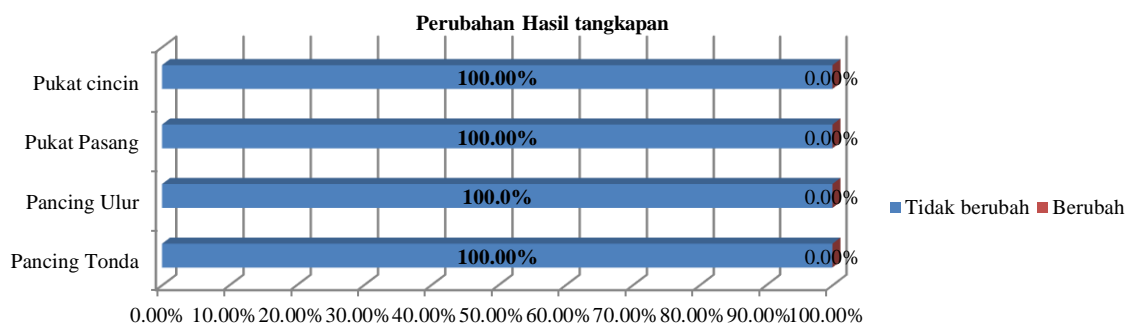 Perubahan Hasil tangkapan
Pukat cincin 100.00% 0.00%
Pukat Pasang 100.00% 0.00%
Pancing Ulur 100.0% 0.00%
Pancing Tonda 100.00% 0.00%
Tidak berubah Berubah
0.00% 10.00% 20.00% 30.00% 40.00% 50.00% 60.00% 70.00% 80.00% 90.00% 100.00%